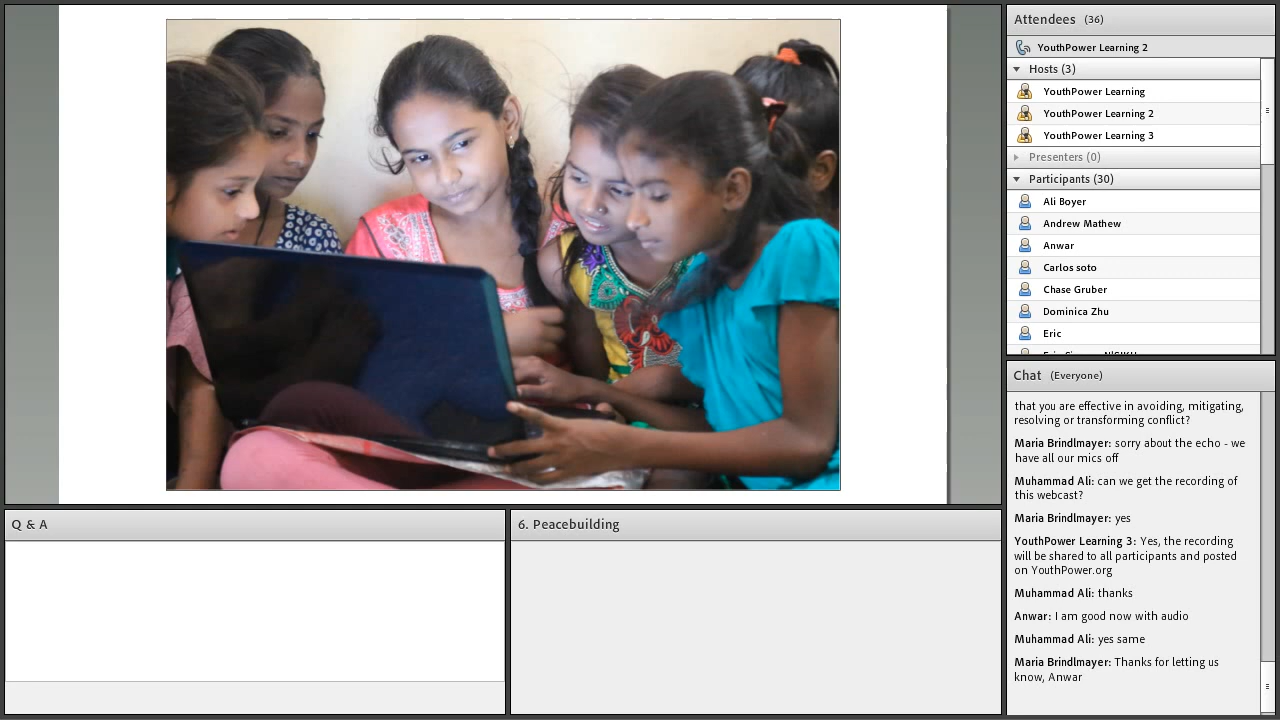 Attendees (36)
YouthPower Learning 2
Hosts (3)
YouthPower Learning
YouthPower Learning 2
YouthPower Learning 3
Presenters (0)
Participants (30)
Ali Boyer
Andrew Mathew
Anwar
Carlos soto
Chase Gruber
Dominica Zhu
Eric
Chat (Everyone)
that you are effective in avoiding, mitigating,
resolving or transforming conflict?
Maria Brindlmayer: sorry about the echo - we
have all our mics off
Muhammad Ali: can we get the recording of
this webcast?
Maria Brindlmayer: yes
YouthPower Learning 3: Yes, the recording
will be shared to all participants and posted
on YouthPower.org
Muhammad Ali: thanks
Anwar: I am good now with audio
Muhammad Ali: yes same
Maria Brindlmayer: Thanks for letting us
know, Anwar
Q & A
6. Peacebuilding